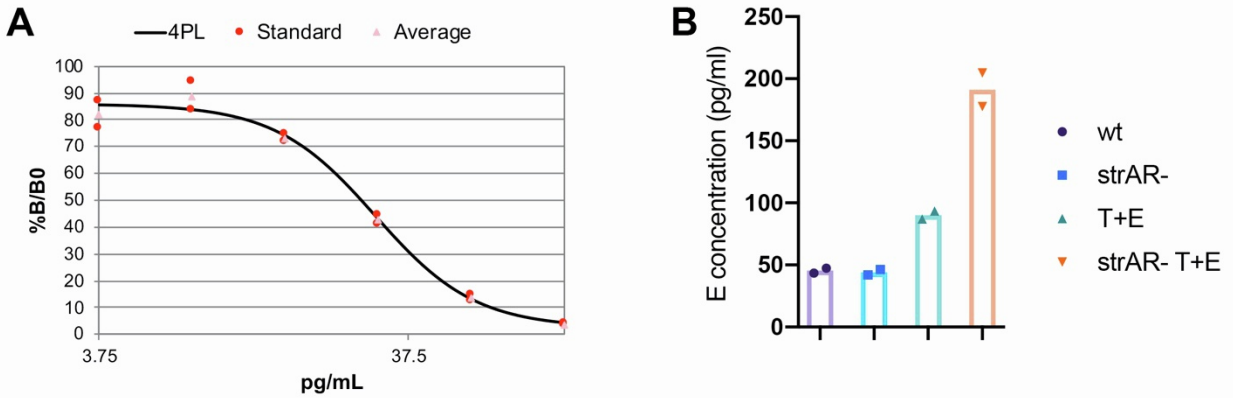 A
4PL Standard Average
100
90
80
70
60
50
40
30
20
10
0
%B/B0
3.75 37.5
pg/mL
B
250
200
150
100
50
0
E concentration (pg/ml)
wt
strAR-
T+E
strAR- T+E